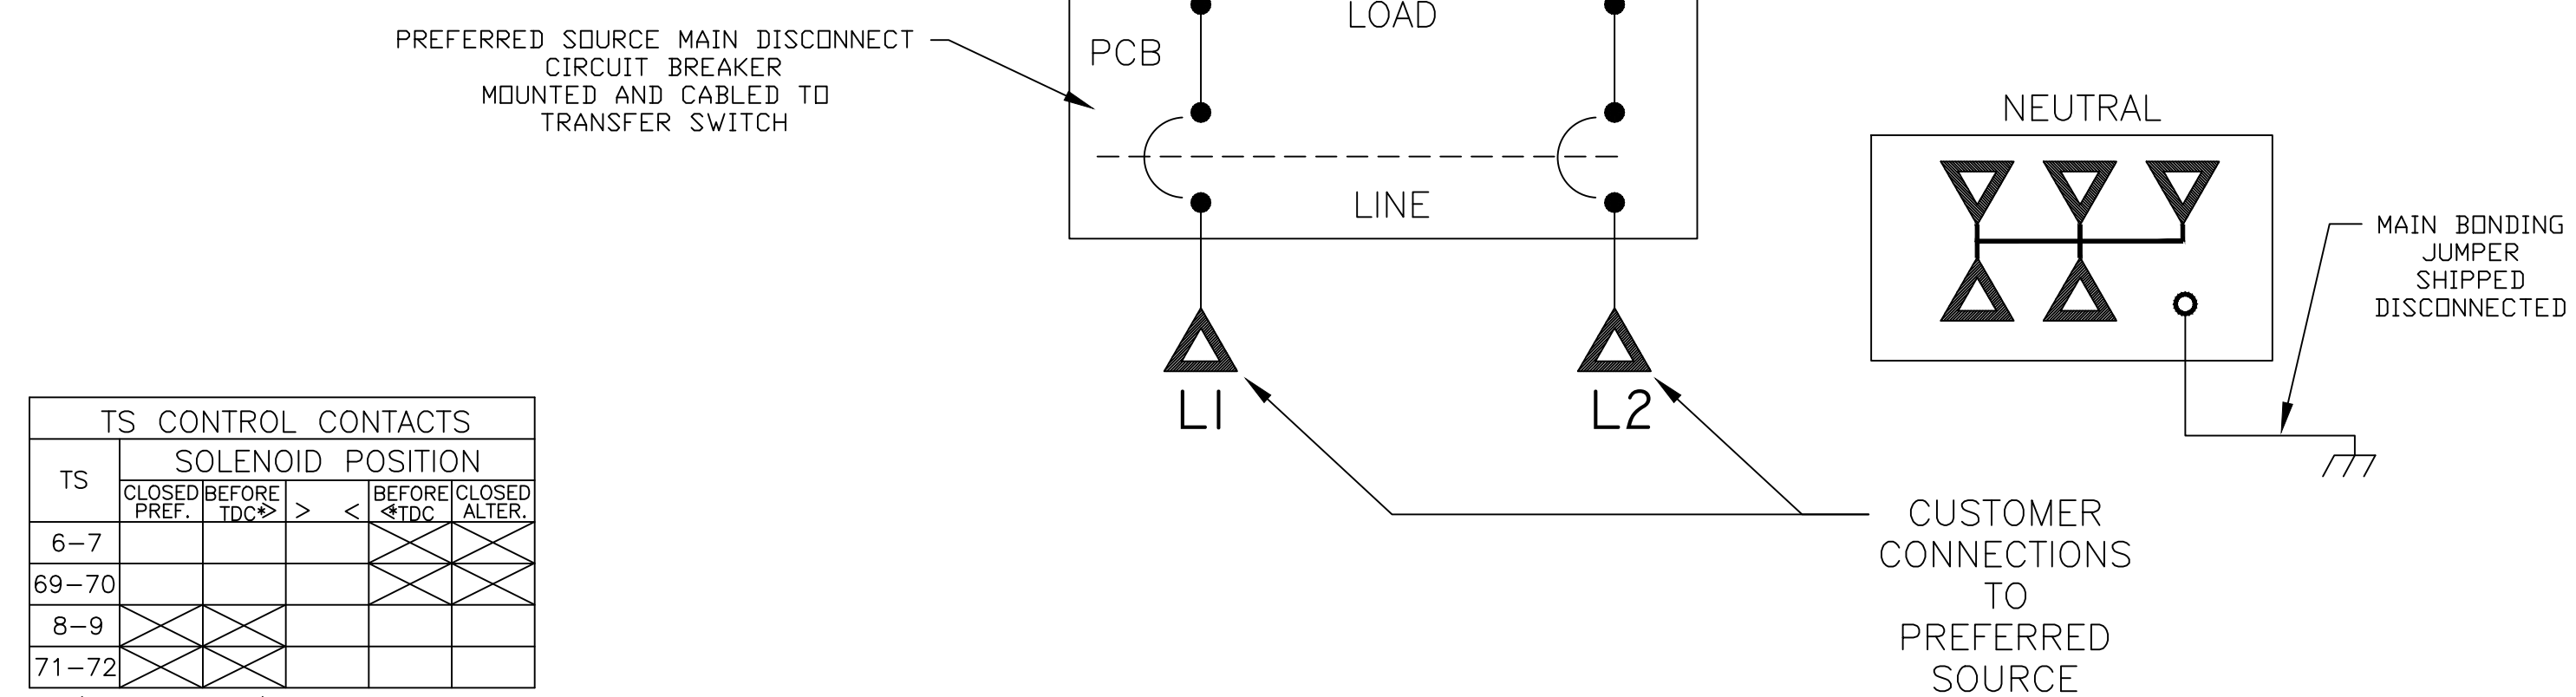 LOAD
PREFERRED SOURCE MAIN DISCONNECT
CIRCUIT BREAKER
MOUNTED AND CABLED TO
TRANSFER SWITCH
PCB
LINE
L1
L2
NEUTRAL
MAIN BONDING
JUMPER
SHIPPED
DISCONNECTED
CUSTOMER
CONNECTIONS
TO
PREFERRED
SOURCE
TS CONTROL CONTACTS
TS
SOLENOID POSITION
CLOSED PREF.
BEFORE TDC*>
> <
BEFORE <*TDC
CLOSED ALTER.
6-7
69-70
8-9
71-72